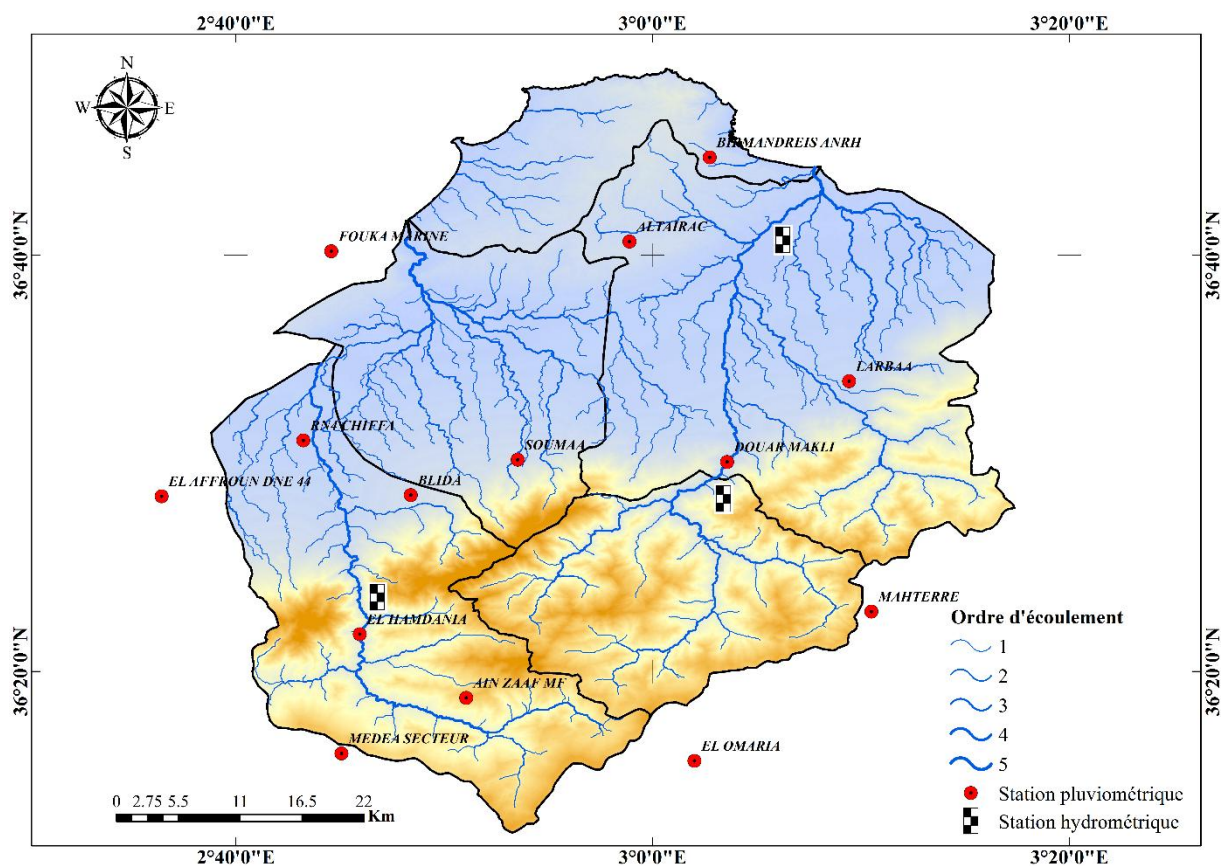 2°40'0"E
3°0'0"E
3°20'0"E
N
W
E
S
BIRMANDREIS ANRH
ALTAIRAC
FOUKA MARINE
36°40'0"N
36°40'0"N
LARBAA
RN4 CHIFFA
SOUMAA
DOUAR MAKLI
EL AFFROUN DNE 44
BLIDA
MAHTERRE
EL HAMDANIA
36°20'0"N
36°20'0"N
AIN ZAAF MF
MEDEA SECTEUR
EL OMARIA
Ordre d'écoulement
1
2
3
4
5
Station pluviométrique
Station hydrométrique
0 2.75 5.5 11 16.5 22
Km
2°40'0"E
3°0'0"E
3°20'0"E